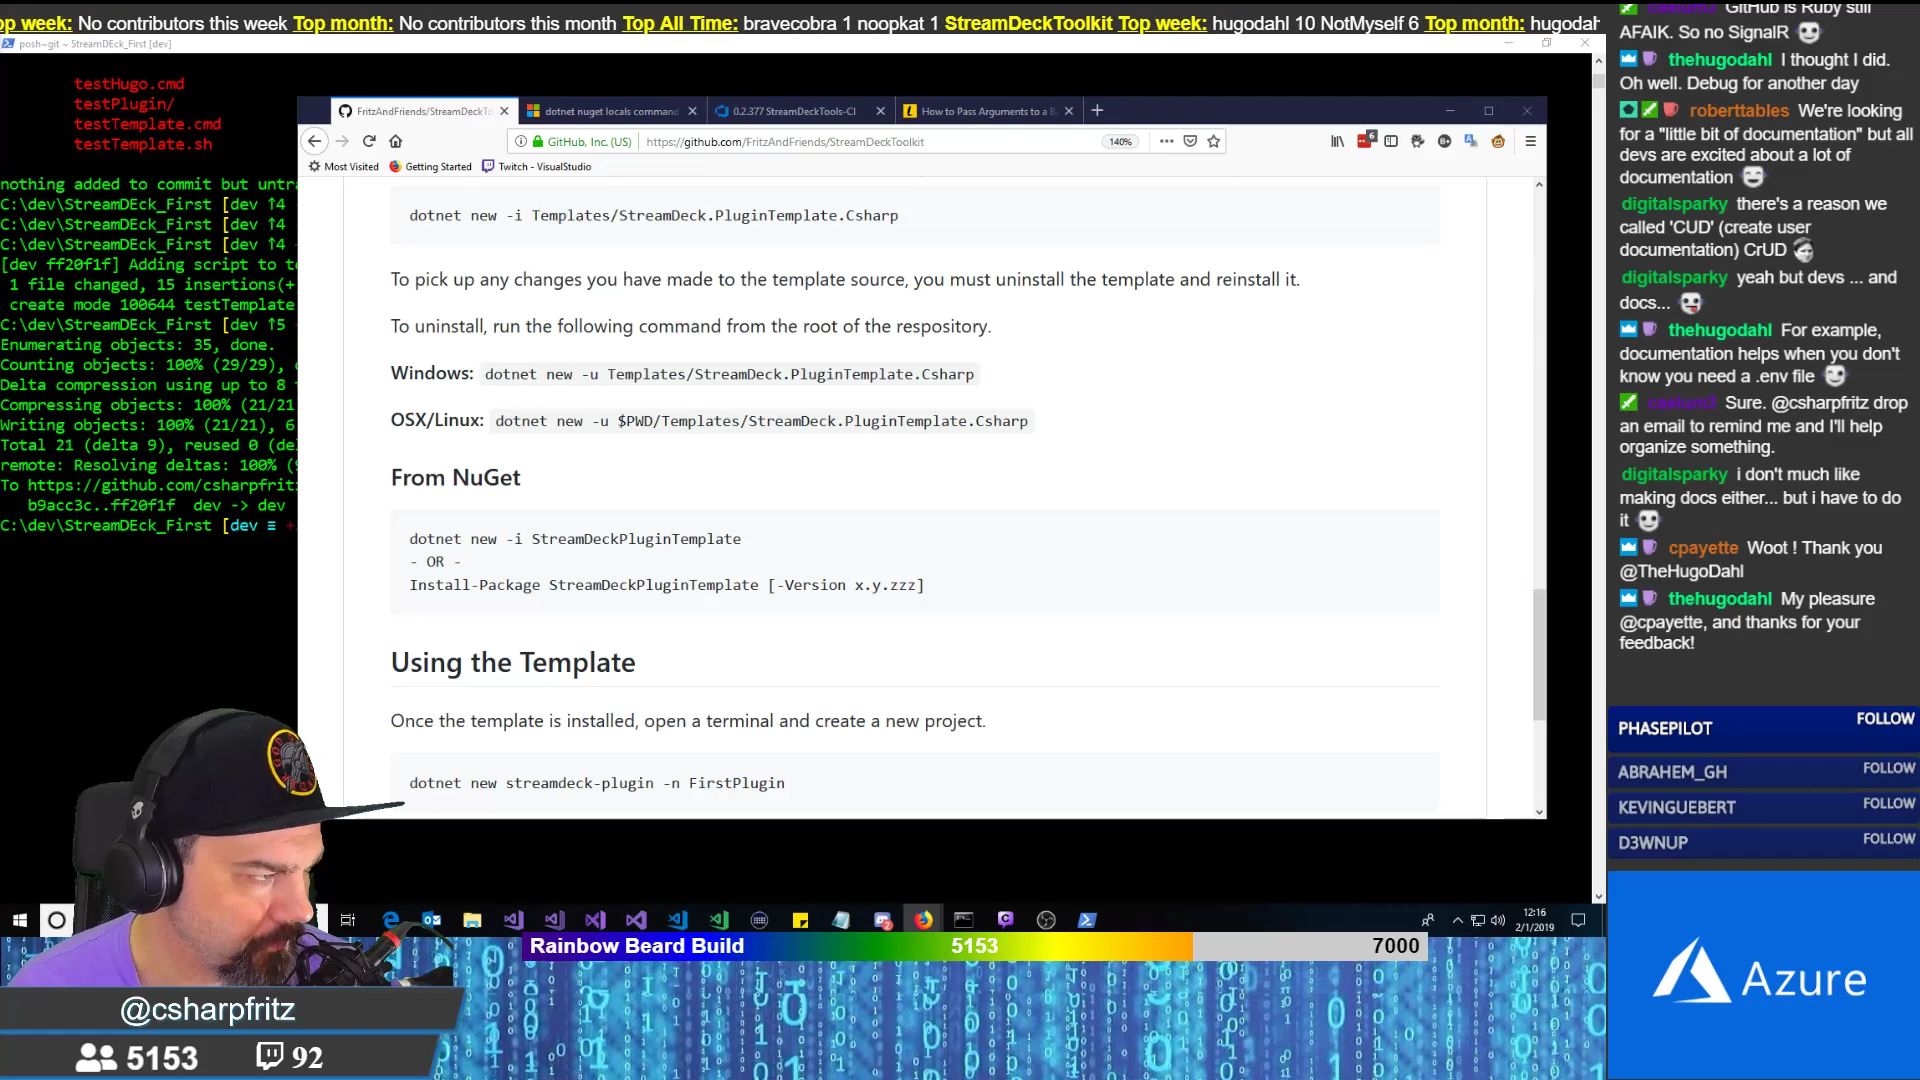 op week: No contributors this week Top month: No contributors this month Top All Time: bravecobra 1 noopkat 1 StreamDeckToolkit Top week: hugodahl 10 NotMyself 6 Top month: hugodah
posh~git ~ StreamDEck_First [dev]
testHugo.cmd
testPlugin/
testTemplate.cmd
testTemplate.sh
nothing added to commit but untra
C:\dev\StreamDEck_First [dev ↑4
C:\dev\StreamDEck_First [dev ↑4
C:\dev\StreamDEck_First [dev ↑4
[dev ff20f1f] Adding script to te
1 file changed, 15 insertions(+
create mode 100644 testTemplate
C:\dev\StreamDEck_First [dev ↑5
Enumerating objects: 35, done.
Counting objects: 100% (29/29),
Delta compression using up to 8
Compressing objects: 100% (21/21
Writing objects: 100% (21/21), 6
Total 21 (delta 9), reused 0 (de
remote: Resolving deltas: 100% (
To https://github.com/csharpfrit
b9acc3c..ff20f1f dev -> dev
C:\dev\StreamDEck_First [dev ≡ +
FritzAndFriends/StreamDeckTo
dotnet nuget locals command
0.2.377 StreamDeckTools-CI
How to Pass Arguments to a B
GitHub, Inc. (US)
https://github.com/FritzAndFriends/StreamDeckToolkit
140%
Most Visited
Getting Started
Twitch - VisualStudio
dotnet new -i Templates/StreamDeck.PluginTemplate.Csharp
To pick up any changes you have made to the template source, you must uninstall the template and reinstall it.
To uninstall, run the following command from the root of the respository.
Windows: dotnet new -u Templates/StreamDeck.PluginTemplate.Csharp
OSX/Linux: dotnet new -u $PWD/Templates/StreamDeck.PluginTemplate.Csharp
From NuGet
dotnet new -i StreamDeckPluginTemplate
- OR -
Install-Package StreamDeckPluginTemplate [-Version x.y.zzz]
Using the Template
Once the template is installed, open a terminal and create a new project.
dotnet new streamdeck-plugin -n FirstPlugin
GitHub is Ruby still
AFAIK. So no SignalR
thehugodahl I thought I did.
Oh well. Debug for another day
roberttables We're looking
for a "little bit of documentation" but all
devs are excited about a lot of
documentation
digitalsparky there's a reason we
called 'CUD' (create user
documentation) CrUD
digitalsparky yeah but devs ... and
docs...
thehugodahl For example,
documentation helps when you don't
know you need a .env file
Sure. @csharpfritz drop
an email to remind me and I'll help
organize something.
digitalsparky i don't much like
making docs either... but i have to do
it
cpayette Woot ! Thank you
@TheHugoDahl
thehugodahl My pleasure
@cpayette, and thanks for your
feedback!
PHASEPILOT FOLLOW
ABRAHEM_GH FOLLOW
KEVINGUEBERT FOLLOW
D3WNUP FOLLOW
12:16
2/1/2019
Rainbow Beard Build 5153 7000
@csharpfritz
5153 92
Azure